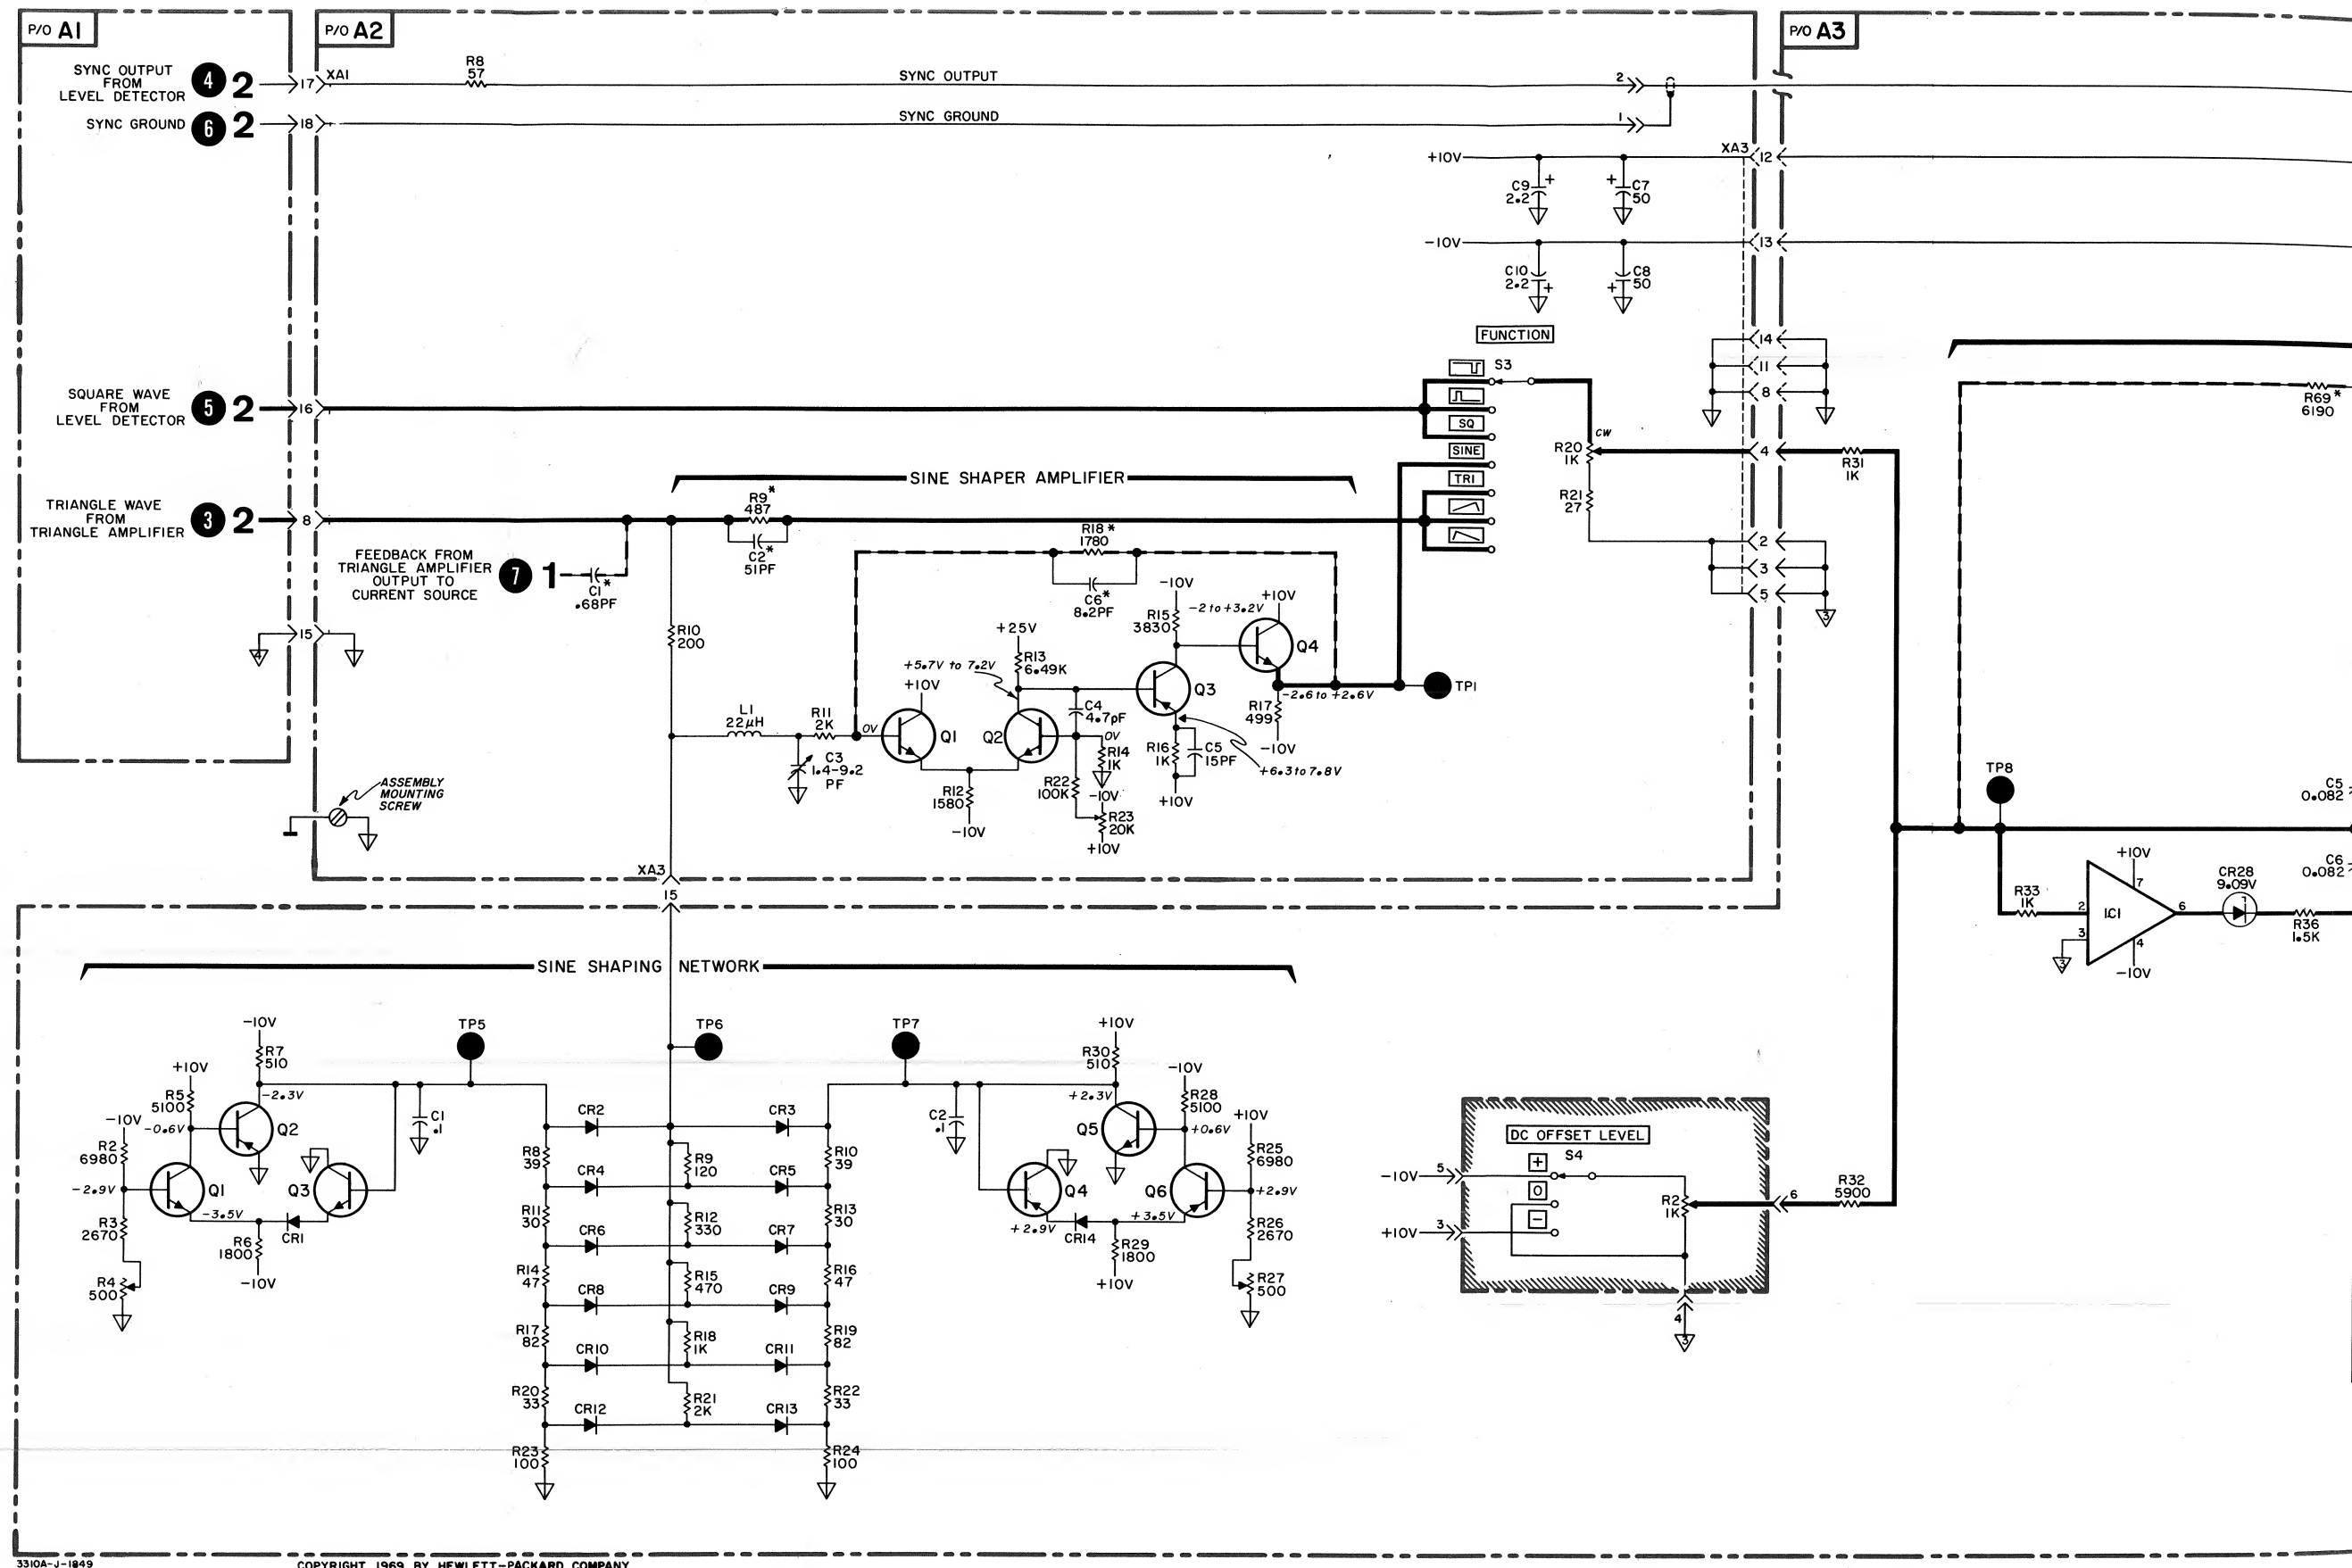 P/O A1
P/O A2
P/O A3
SYNC OUTPUT
FROM
LEVEL DETECTOR
4 2
17
XA1
R8
57
SYNC OUTPUT
2
SYNC GROUND
6 2
18
SYNC GROUND
1
+10V
XA3
12
C9
2.2
+
+
C7
50
-10V
13
C10
2.2
+
+
C8
50
FUNCTION
S3
SQ
SINE
TRI
14
11
8
R69*
6190
SQUARE WAVE
FROM
LEVEL DETECTOR
5 2
16
CW
R20
1K
4
R31
1K
R21
27
2
3
5
3
TRIANGLE WAVE
FROM
TRIANGLE AMPLIFIER
3 2
8
SINE SHAPER AMPLIFIER
R9*
487
C2*
51PF
R18*
1780
C6*
8.2PF
FEEDBACK FROM
TRIANGLE AMPLIFIER
OUTPUT TO
CURRENT SOURCE
7 1
C1*
.68PF
15
4
R10
200
-10V
R15
3830
-2 to +3.2V
+10V
Q4
+25V
R13
6.49K
+5.7V to 7.2V
+10V
Q3
-2.6 to +2.6V
TP1
R17
499
-10V
L1
22µH
R11
2K
0V
Q1
Q2
C4
4.7pF
0V
R14
1K
C3
1.4-9.2
PF
R12
1580
-10V
R22
100K
-10V
R23
20K
+10V
R16
1K
C5
15PF
+10V
+6.3 to 7.8V
ASSEMBLY
MOUNTING
SCREW
XA3
15
TP8
C5
0.082
C6
0.082
R33
1K
2
3
IC1
+10V
7
4
-10V
6
CR28
9.09V
R36
1.5K
3
SINE SHAPING NETWORK
TP5
TP6
TP7
-10V
R7
510
+10V
R5
5100
-2.3V
-0.6V
Q2
-10V
R2
6980
-2.9V
Q1
Q3
-3.5V
R3
2670
R6
1800
CR1
-10V
R4
500
C1
.1
CR2
CR3
R8
39
R9
120
R10
39
CR4
CR5
R11
30
R12
330
R13
30
CR6
CR7
R14
47
R15
470
R16
47
CR8
CR9
R17
82
R18
1K
R19
82
CR10
CR11
R20
33
R21
2K
R22
33
CR12
CR13
R23
100
R24
100
C2
.1
+10V
R30
510
+2.3V
Q5
-10V
R28
5100
+0.6V
+10V
R25
6980
Q4
Q6
+2.9V
+2.9V
+3.5V
CR14
R29
1800
+10V
R26
2670
R27
500
DC OFFSET LEVEL
S4
+
0
-
-10V
5
+10V
3
R2
1K
6
R32
5900
4
3
3310A-J-1849
COPYRIGHT 1969 BY HEWLETT-PACKARD COMPANY